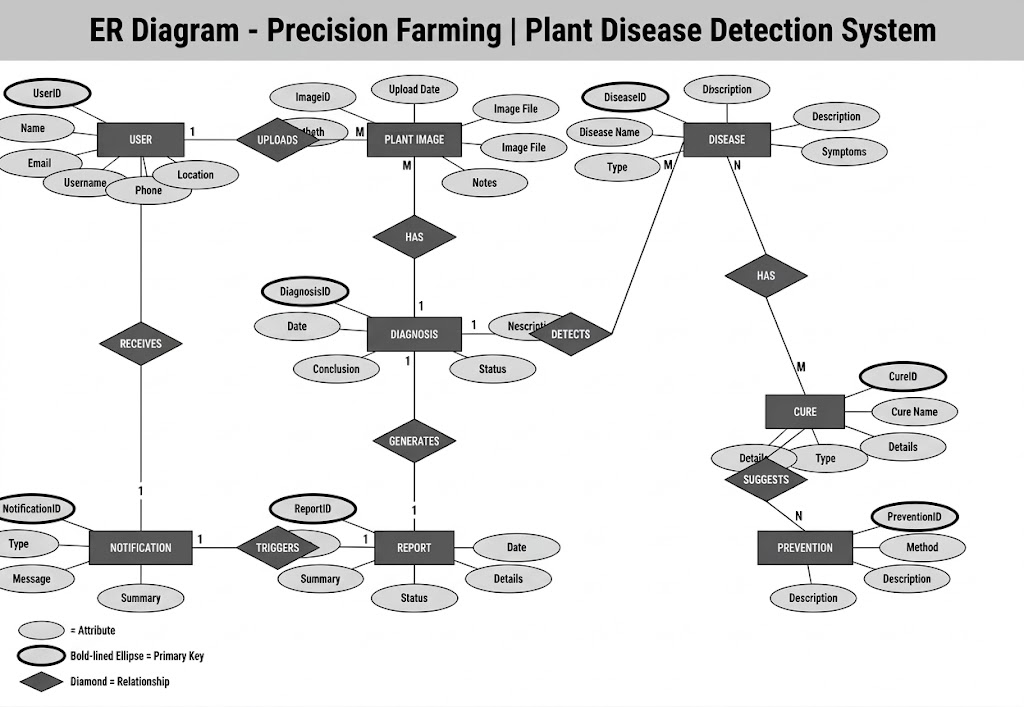 ER Diagram - Precision Farming | Plant Disease Detection System
UserID
Name
Email
Username
Phone
Location
USER
1
UPLOADS
M
ImageiD
Upload Date
Image File
Image File
Notes
PLANT IMAGE
M
HAS
1
DiseaseID
Disease Name
Type
Description
Description
Symptoms
DISEASE
M
N
HAS
M
DiagnosisID
Date
Conclusion
Status
DIAGNOSIS
1
DETECTS
1
GENERATES
1
RECEIVES
1
CureID
Cure Name
Details
Type
CURE
SUGGESTS
N
NotificationID
Type
Message
Summary
NOTIFICATION
1
TRIGGERS
1
ReportID
Summary
Status
Date
Details
REPORT
PreventionID
Method
Description
Description
PREVENTION
= Attribute
Bold-lined Ellipse = Primary Key
Diamond = Relationship